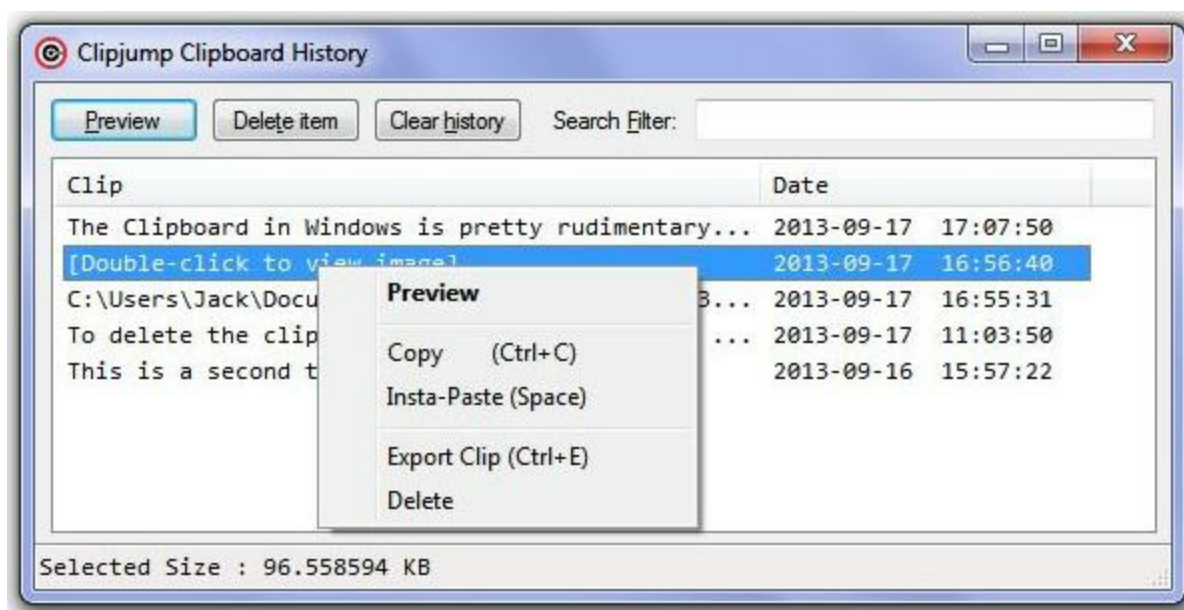 Clipjump Clipboard History
Preview Delete item Clear history Search Filter:
Clip Date
The Clipboard in Windows is pretty rudimentary... 2013-09-17 17:07:50
[Double-click to view image] 2013-09-17 16:56:40
C:\Users\Jack\Docu 3... 2013-09-17 16:55:31
To delete the clip ... 2013-09-17 11:03:50
This is a second t 2013-09-16 15:57:22
Preview
Copy (Ctrl+C)
Insta-Paste (Space)
Export Clip (Ctrl+E)
Delete
Selected Size : 96.558594 KB